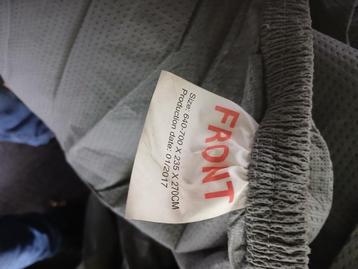 FRONT
Size: 640-700 X 235 X 270CM
Production date: 01/2017